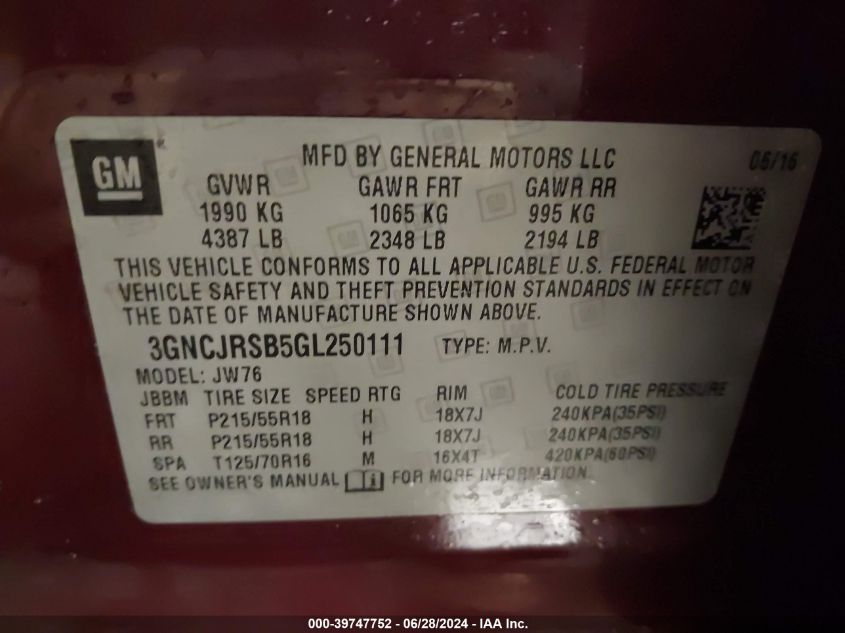 GM
MFD BY GENERAL MOTORS LLC 06/16
GVWR GAWR FRT GAWR RR
1990 KG 1065 KG 995 KG
4387 LB 2348 LB 2194 LB
THIS VEHICLE CONFORMS TO ALL APPLICABLE U.S. FEDERAL MOTOR
VEHICLE SAFETY AND THEFT PREVENTION STANDARDS IN EFFECT ON
THE DATE OF MANUFACTURE SHOWN ABOVE.
3GNCJRSB5GL250111 TYPE: M.P.V.
MODEL: JW76
JBBM TIRE SIZE SPEED RTG RIM COLD TIRE PRESSURE
FRT P215/55R18 H 18X7J 240KPA(35PSI)
RR P215/55R18 H 18X7J 240KPA(35PSI)
SPA T125/70R16 M 16X4T 420KPA(60PSI)
SEE OWNER'S MANUAL FOR MORE INFORMATION.
000-39747752 - 06/28/2024 - IAA Inc.